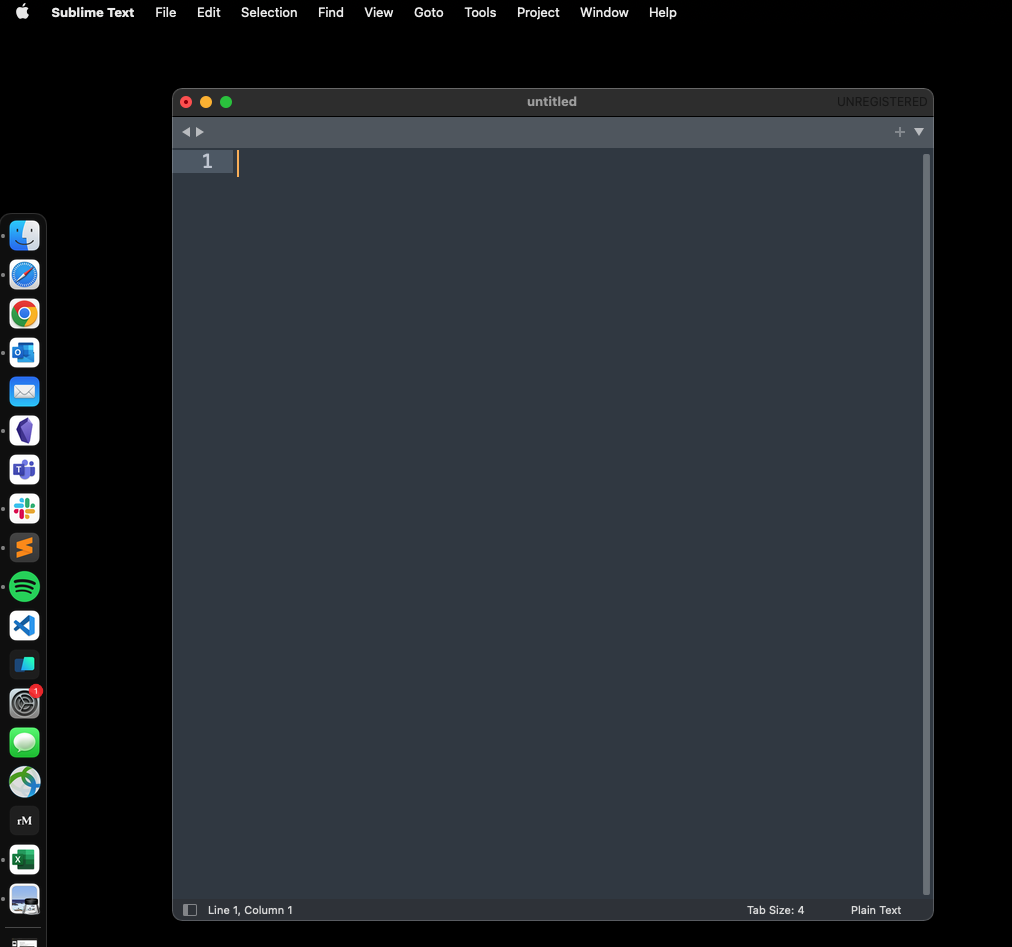 Sublime Text File Edit Selection Find View Goto Tools Project Window Help
untitled UNREGISTERED
1
1
rM
Line 1, Column 1 Tab Size: 4 Plain Text